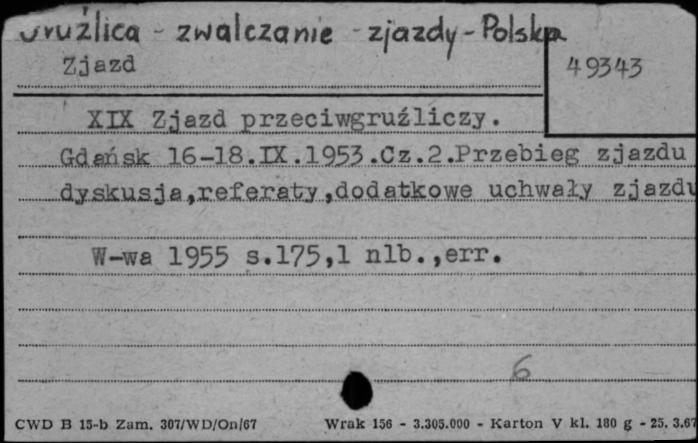 Gruźlica - zwalczanie - zjazdy - Polska
Zjazd
49343
XIX Zjazd przeciwgruźliczy.
Gdańsk 16-18.IX.1953.Cz.2.Przebieg zjazdu
dyskusja,referaty,dodatkowe uchwały zjazdu
W-wa 1955 s.175,1 nlb.,err.
6
CWD B 15-b Zam. 307/WD/On/67 Wrak 156 - 3.305.000 - Karton V kl. 180 g - 25. 3.67